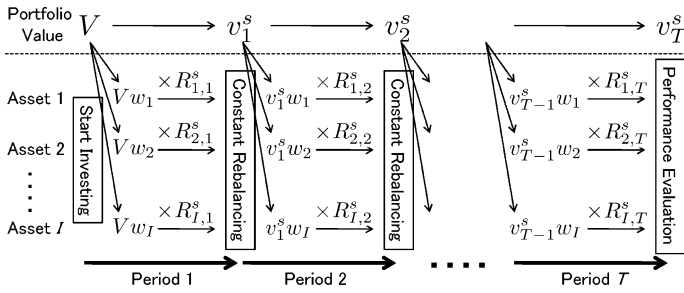 Portfolio Value V v_1^s v_2^s v_T^s
Asset 1 Vw_1 ×R_{1,1}^s v_1^s w_1 ×R_{1,2}^s v_{T-1}^s w_1 ×R_{1,T}^s
Asset 2 Vw_2 ×R_{2,1}^s v_1^s w_2 ×R_{2,2}^s v_{T-1}^s w_2 ×R_{2,T}^s
Asset I Vw_I ×R_{I,1}^s v_1^s w_I ×R_{I,2}^s v_{T-1}^s w_I ×R_{I,T}^s
Start Investing
Constant Rebalancing
Constant Rebalancing
Performance Evaluation
Period 1 Period 2 Period T